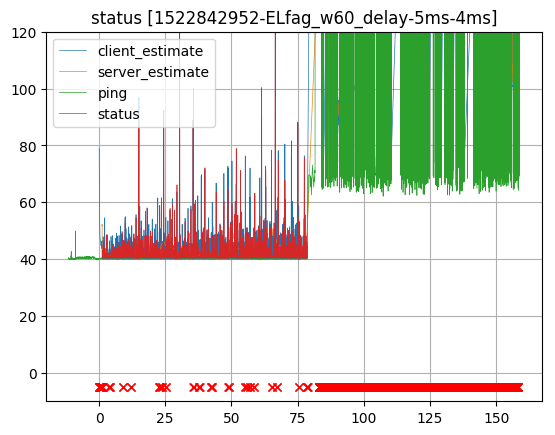 status [1522842952-ELfag_w60_delay-5ms-4ms]
120
100
80
60
40
20
0
client_estimate
server_estimate
ping
status
0
25
50
75
100
125
150